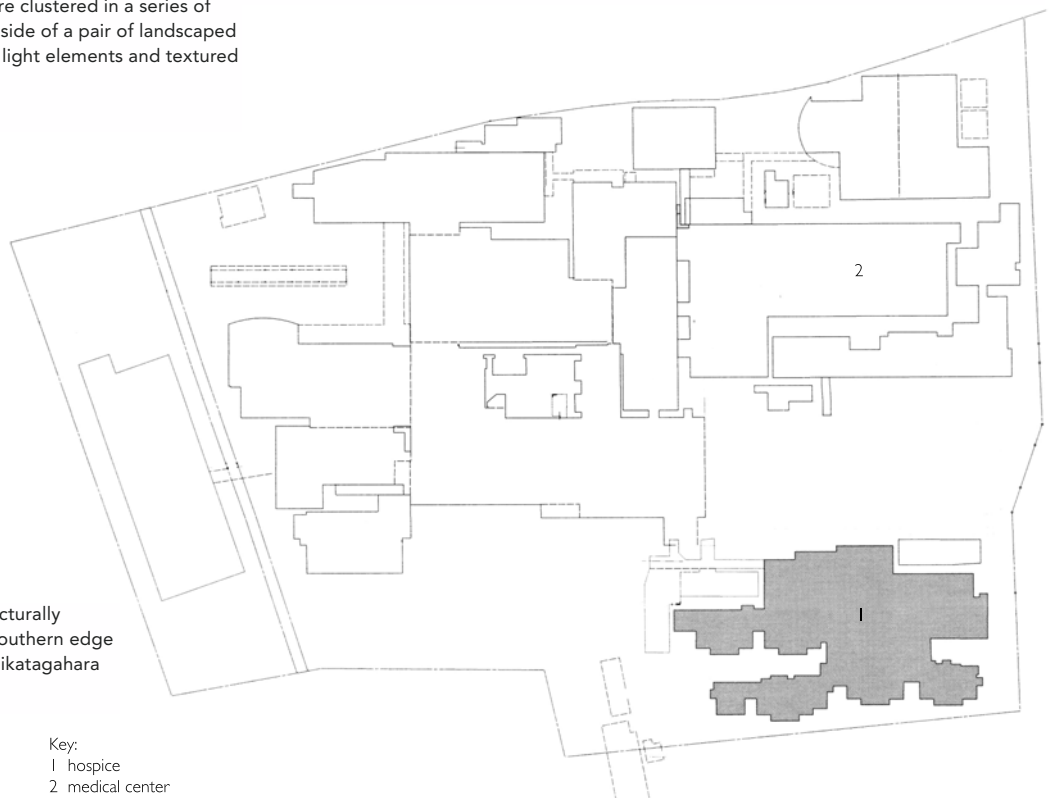 re clustered in a series of
side of a pair of landscaped
light elements and textured
2
1
cturally
outhern edge
ikatagahara
Key:
1 hospice
2 medical center